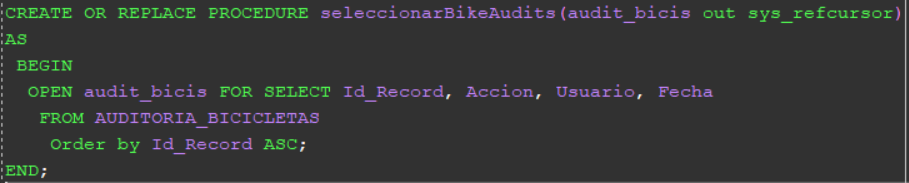 CREATE OR REPLACE PROCEDURE seleccionarBikeAudits(audit_bicis out sys_refcursor)
AS
BEGIN
OPEN audit_bicis FOR SELECT Id_Record, Accion, Usuario, Fecha
FROM AUDITORIA_BICICLETAS
Order by Id_Record ASC;
END;